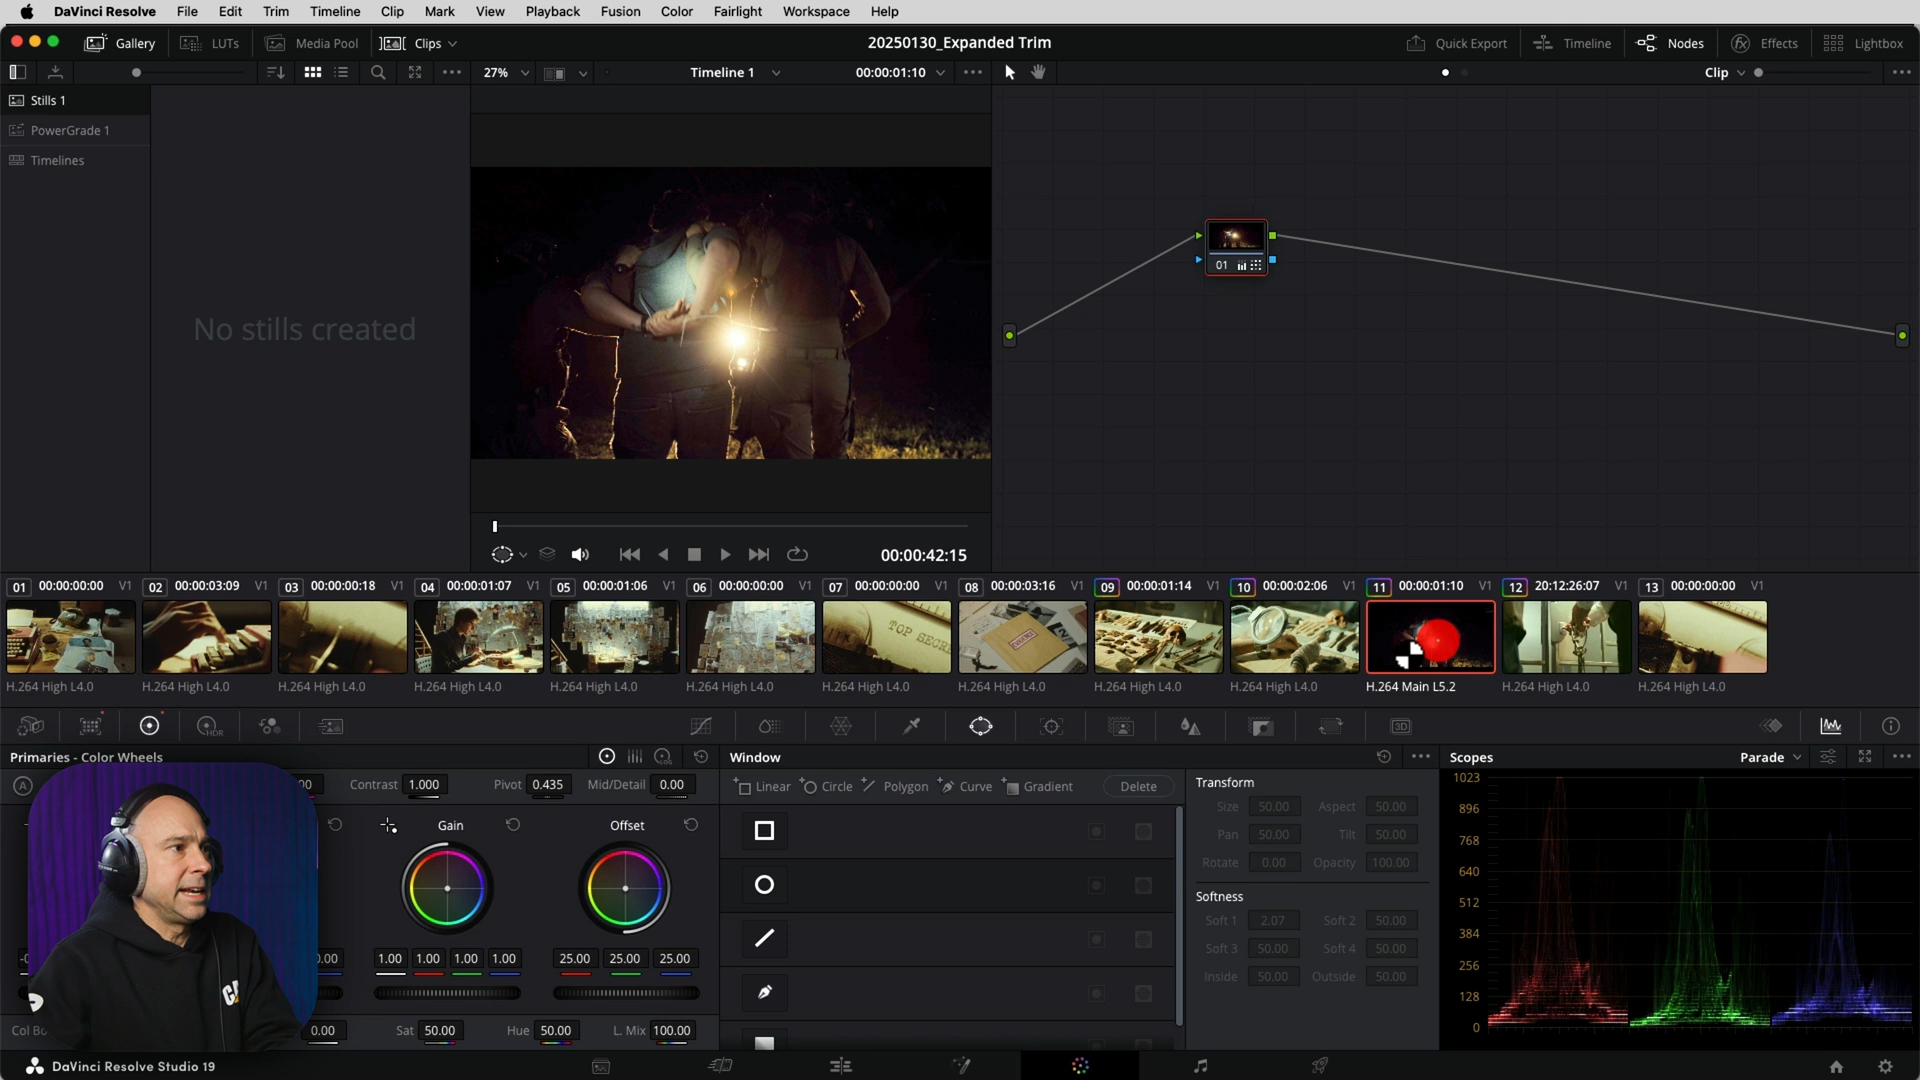 DaVinci Resolve File Edit Trim Timeline Clip Mark View Playback Fusion Color Fairlight Workspace Help
Gallery LUTs Media Pool Clips 20250130_Expanded Trim Quick Export Timeline Nodes Effects Lightbox
27% Timeline 1 00:00:01:10 Clip
Stills 1
PowerGrade 1
Timelines
No stills created
01
00:00:42:15
01 00:00:00:00 V1 02 00:00:03:09 V1 03 00:00:00:18 V1 04 00:00:01:07 V1 05 00:00:01:06 V1 06 00:00:00:00 V1 07 00:00:00:00 V1 08 00:00:03:16 V1 09 00:00:01:14 V1 10 00:00:02:06 V1 11 00:00:01:10 V1 12 20:12:26:07 V1 13 00:00:00:00 V1
TOP SECRE
H.264 High L4.0 H.264 High L4.0 H.264 High L4.0 H.264 High L4.0 H.264 High L4.0 H.264 High L4.0 H.264 High L4.0 H.264 High L4.0 H.264 High L4.0 H.264 High L4.0 H.264 Main L5.2 H.264 High L4.0 H.264 High L4.0
HDR 3D
Primaries - Color Wheels LOG Window Scopes Parade
A 00 Contrast 1.000 Pivot 0.435 Mid/Detail 0.00 Linear Circle Polygon Curve Gradient Delete
Gain Offset
1.00 1.00 1.00 1.00 25.00 25.00 25.00
-0 0.00
Col Bo 0.00 Sat 50.00 Hue 50.00 L. Mix 100.00
Transform
Size 50.00 Aspect 50.00
Pan 50.00 Tilt 50.00
Rotate 0.00 Opacity 100.00
Softness
Soft 1 2.07 Soft 2 50.00
Soft 3 50.00 Soft 4 50.00
Inside 50.00 Outside 50.00
1023
896
768
640
512
384
256
128
0
DaVinci Resolve Studio 19